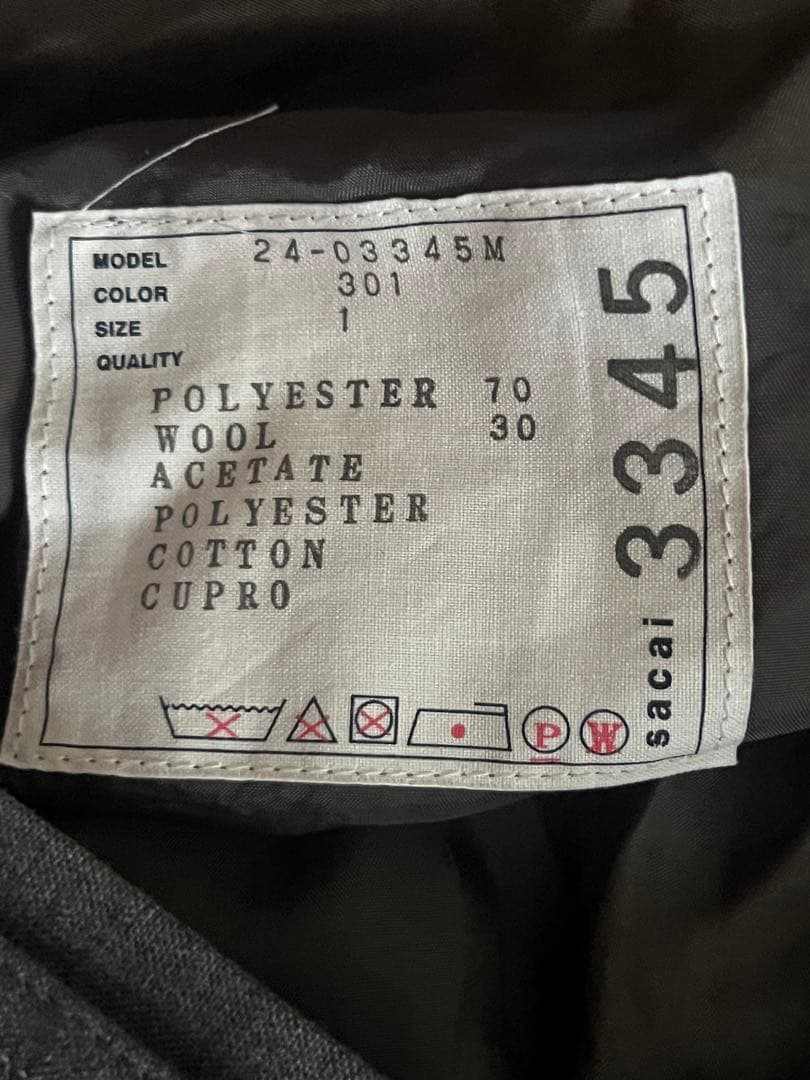 MODEL 24-03345M
COLOR 301
SIZE 1
QUALITY
POLYESTER 70
WOOL 30
ACETATE
POLYESTER
COTTON
CUPRO
P W
sacai 3345